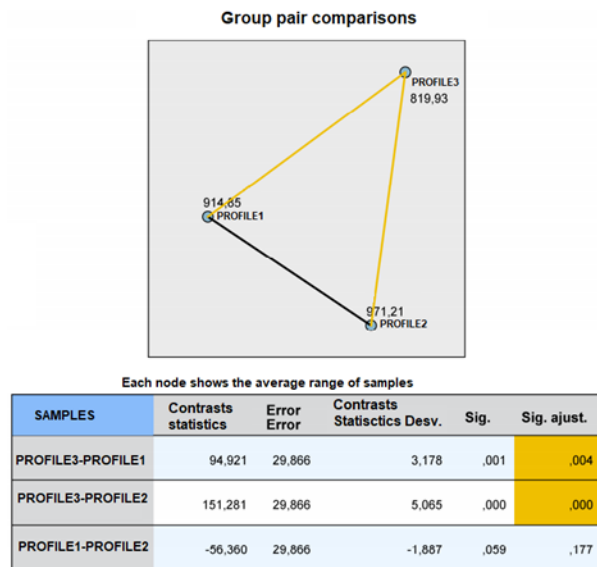 Group pair comparisons
PROFILE3
819,93
914,85
PROFILE1
971,21
PROFILE2
Each node shows the average range of samples
SAMPLES Contrasts statistics Error Error Contrasts Statisctics Desv. Sig. Sig. ajust.
PROFILE3-PROFILE1 94,921 29,866 3,178 ,001 ,004
PROFILE3-PROFILE2 151,281 29,866 5,065 ,000 ,000
PROFILE1-PROFILE2 -56,360 29,866 -1,887 ,059 ,177